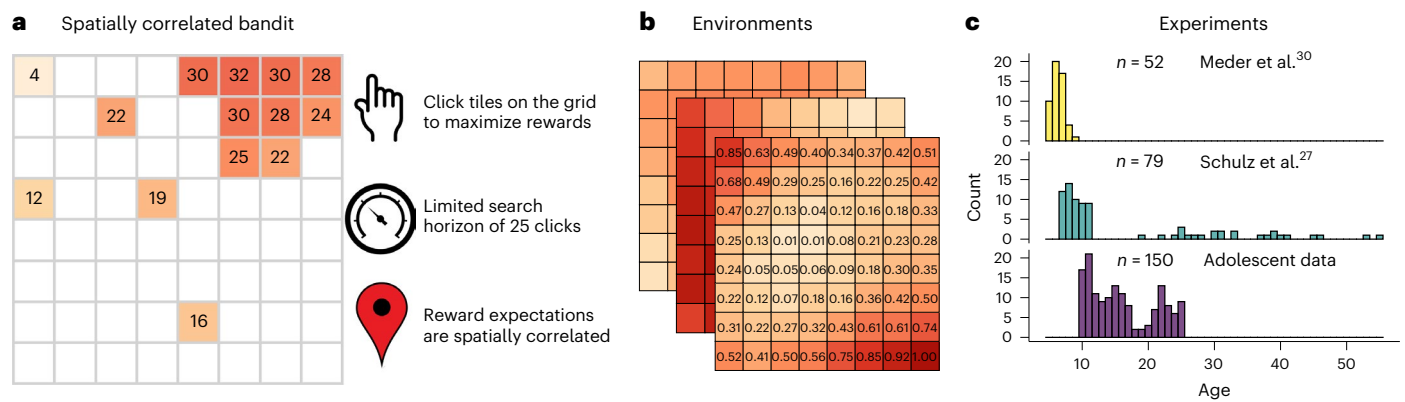 a Spatially correlated bandit
4 30 32 30 28
22 30 28 24
25 22
12 19
16
Click tiles on the grid
to maximize rewards
Limited search
horizon of 25 clicks
Reward expectations
are spatially correlated
b Environments
0.85 0.63 0.49 0.40 0.34 0.37 0.42 0.51
0.68 0.49 0.29 0.25 0.16 0.22 0.25 0.42
0.47 0.27 0.13 0.04 0.12 0.16 0.18 0.33
0.25 0.13 0.01 0.01 0.08 0.21 0.23 0.28
0.24 0.05 0.05 0.06 0.09 0.18 0.30 0.35
0.22 0.12 0.07 0.18 0.16 0.36 0.42 0.50
0.31 0.22 0.27 0.32 0.43 0.61 0.61 0.74
0.52 0.41 0.50 0.56 0.75 0.85 0.92 1.00
c Experiments
Count
20
15
10
5
0
n = 52 Meder et al.30
20
15
10
5
0
n = 79 Schulz et al.27
20
15
10
5
0
n = 150 Adolescent data
10 20 30 40 50
Age